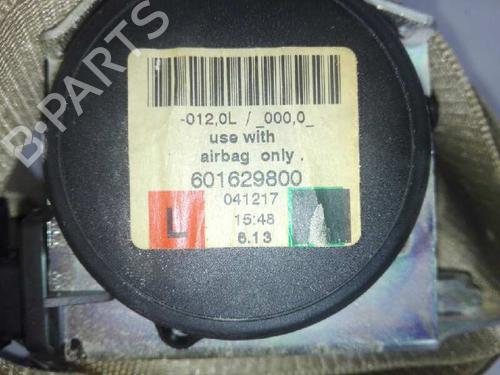 B-PARTS
-012,0L / _000,0_
use with
airbag only .
601629800
041217
L
15:48
6.13